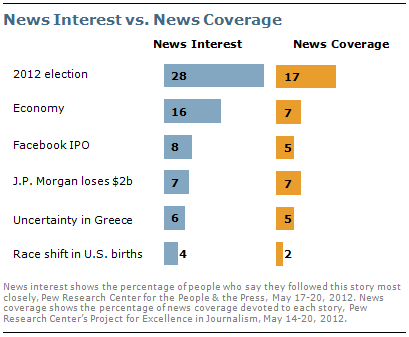 News Interest vs. News Coverage
News Interest News Coverage
2012 election 28 17
Economy 16 7
Facebook IPO 8 5
J.P. Morgan loses $2b 7 7
Uncertainty in Greece 6 5
Race shift in U.S. births 4 2
News interest shows the percentage of people who say they followed this story most
closely, Pew Research Center for the People & the Press, May 17-20, 2012. News
coverage shows the percentage of news coverage devoted to each story, Pew
Research Center's Project for Excellence in Journalism, May 14-20, 2012.